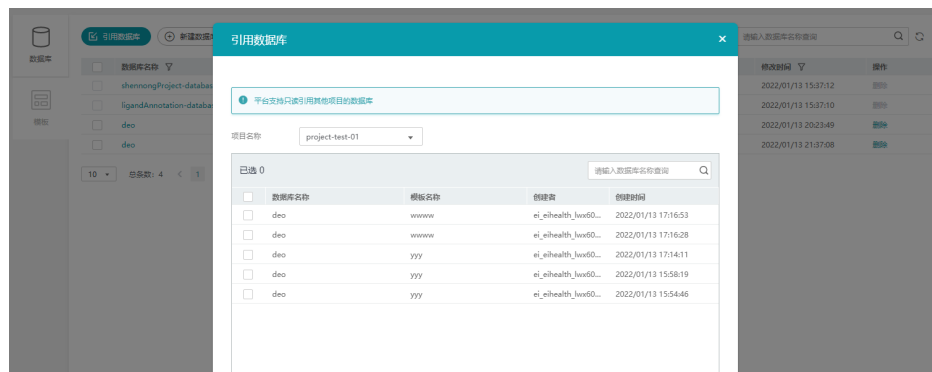 引用数据库
新建数据
请输入数据库名称查询
数据库
模板
数据库名称
修改时间
操作
shennongProject-databas
2022/01/13 15:37:12
删除
ligandAnnotation-databa
2022/01/13 15:37:10
删除
deo
2022/01/13 20:23:49
删除
deo
2022/01/13 21:37:08
删除
10
总条数: 4
<
1
引用数据库
×
平台支持只读引用其他项目的数据库
项目名称
project-test-01
已选 0
请输入数据库名称查询
数据库名称 模板名称 创建者 创建时间
deo wwww ei_eihealth_lwx60... 2022/01/13 17:16:53
deo wwww ei_eihealth_lwx60... 2022/01/13 17:16:28
deo yyy ei_eihealth_lwx60... 2022/01/13 17:14:11
deo yyy ei_eihealth_lwx60... 2022/01/13 15:58:19
deo yyy ei_eihealth_lwx60... 2022/01/13 15:54:46